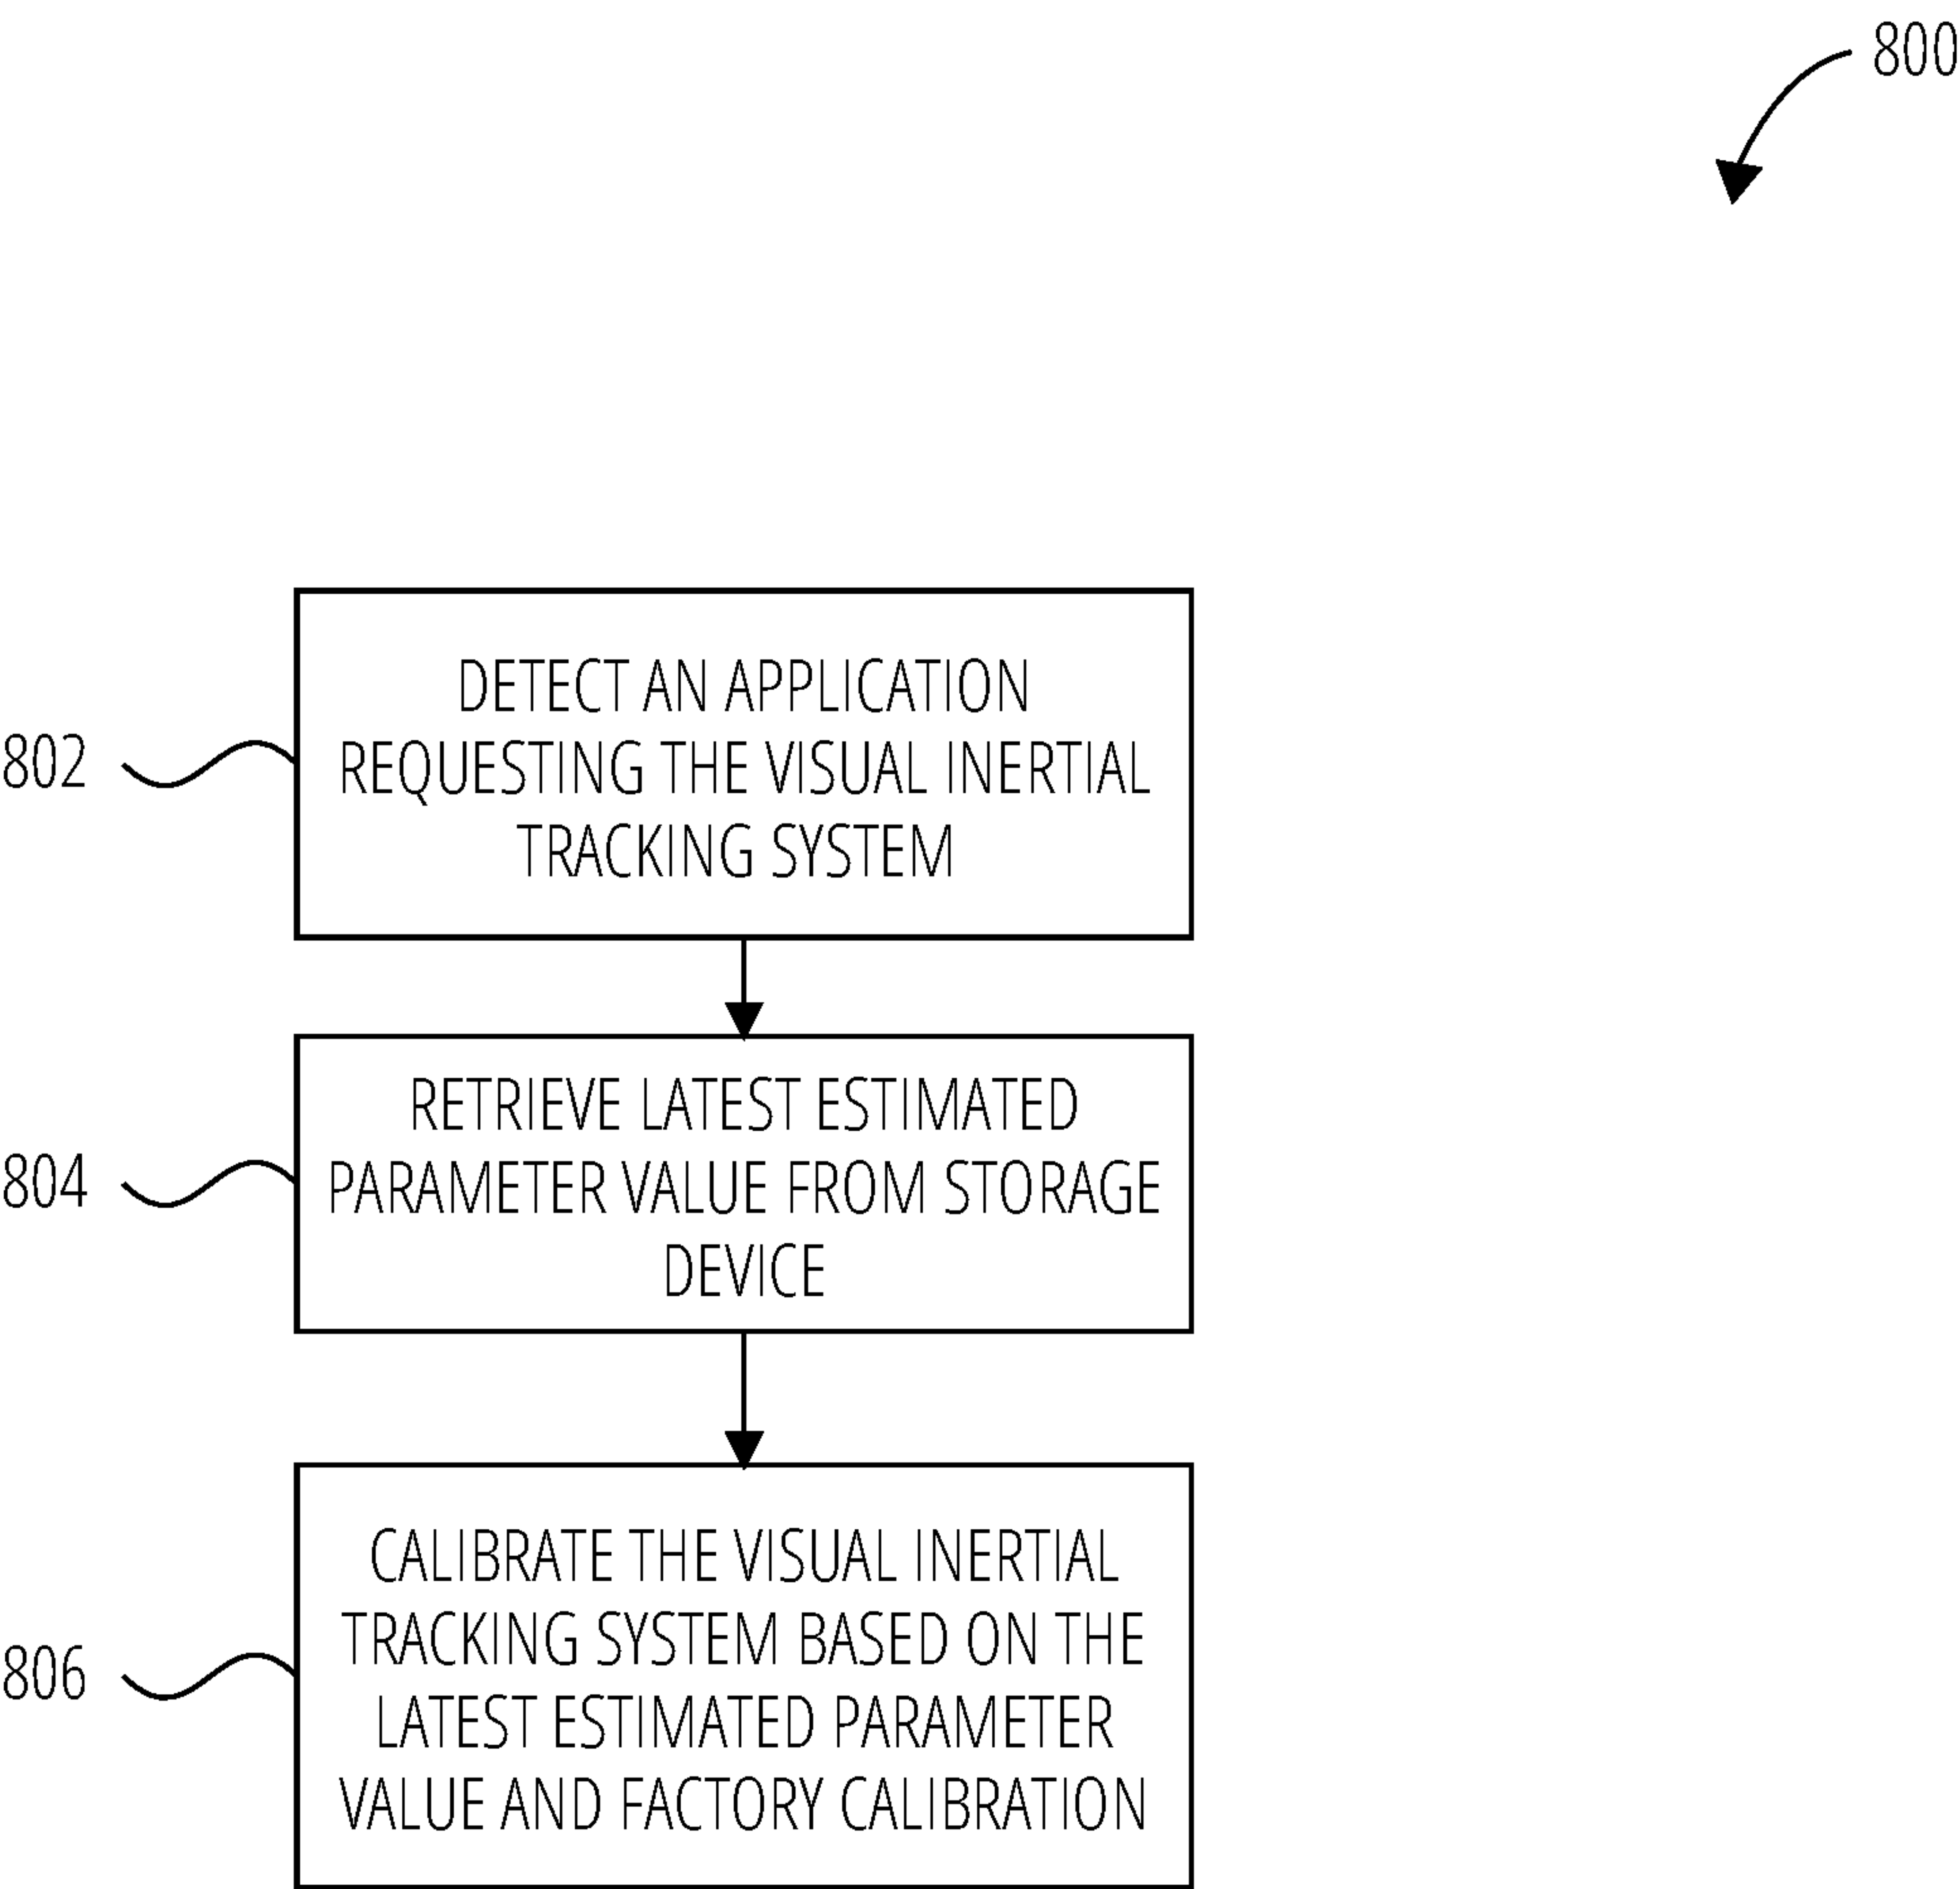 800
802
DETECT AN APPLICATION
REQUESTING THE VISUAL INERTIAL
TRACKING SYSTEM
804
RETRIEVE LATEST ESTIMATED
PARAMETER VALUE FROM STORAGE
DEVICE
806
CALIBRATE THE VISUAL INERTIAL
TRACKING SYSTEM BASED ON THE
LATEST ESTIMATED PARAMETER
VALUE AND FACTORY CALIBRATION